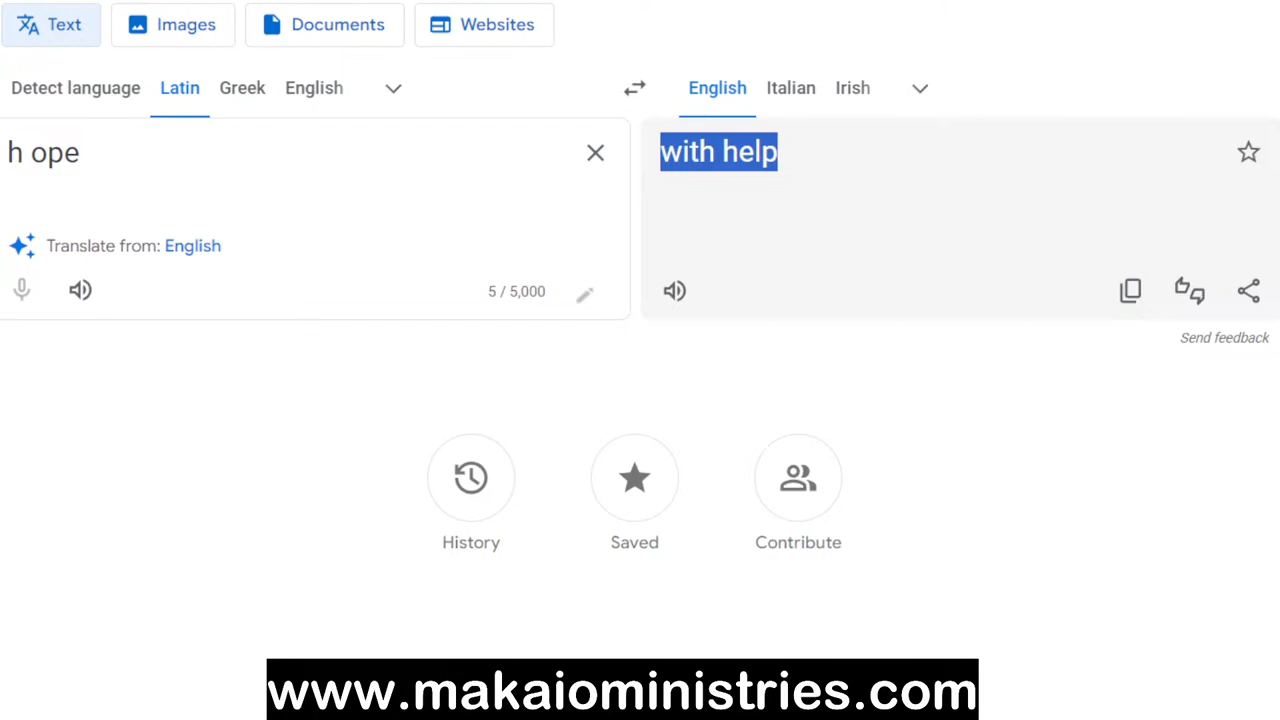 Text Images Documents Websites
Detect language Latin Greek English English Italian Irish
h ope with help
Translate from: English
5 / 5,000
Send feedback
History Saved Contribute
www.makaioministries.com